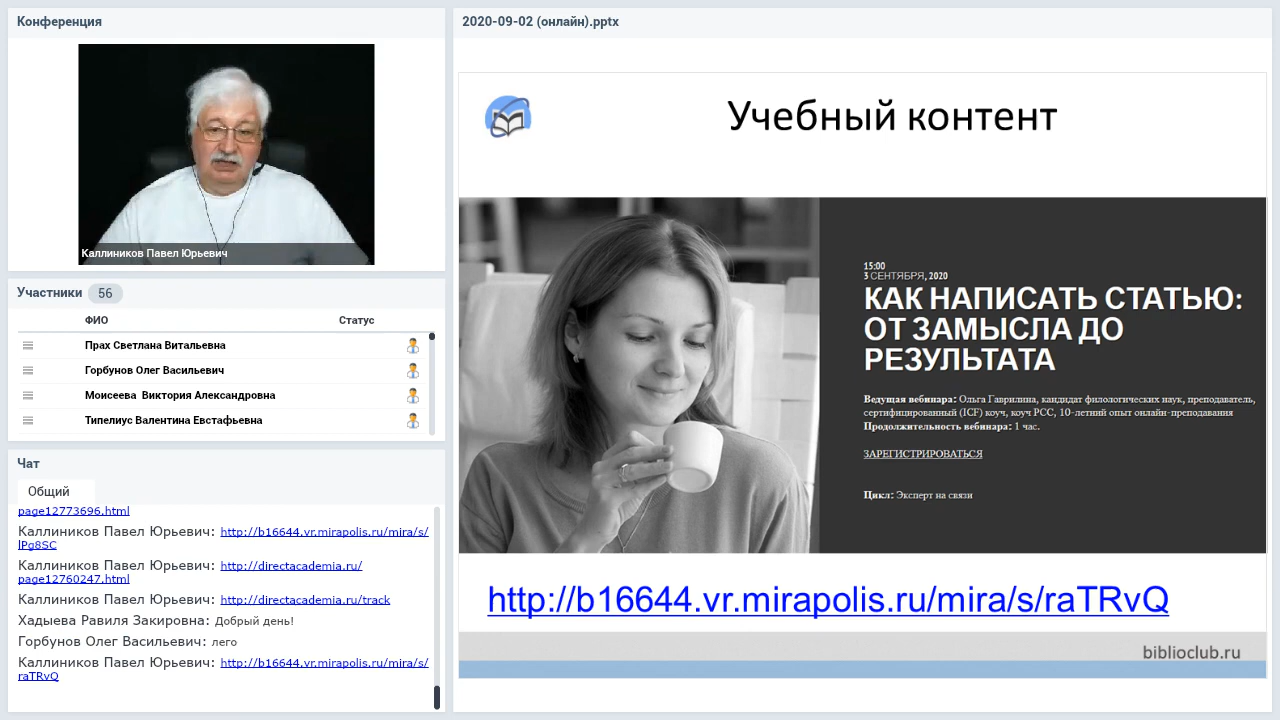 Конференция
Каллиников Павел Юрьевич
Участники 56
ФИО Статус
Прах Светлана Витальевна
Горбунов Олег Васильевич
Моисеева Виктория Александровна
Типелиус Валентина Евстафьевна
Чат
Общий
page12773696.html
Каллиников Павел Юрьевич: http://b16644.vr.mirapolis.ru/mira/s/
lPg8SC
Каллиников Павел Юрьевич: http://directacademia.ru/
page12760247.html
Каллиников Павел Юрьевич: http://directacademia.ru/track
Хадыева Равиля Закировна: Добрый день!
Горбунов Олег Васильевич: лего
Каллиников Павел Юрьевич: http://b16644.vr.mirapolis.ru/mira/s/
raTRvQ
2020-09-02 (онлайн).pptx
Учебный контент
15:00
3 СЕНТЯБРЯ, 2020
КАК НАПИСАТЬ СТАТЬЮ:
ОТ ЗАМЫСЛА ДО
РЕЗУЛЬТАТА
Ведущая вебинара: Ольга Гаврилина, кандидат филологических наук, преподаватель,
сертифицированный (ICF) коуч, коуч РСС, 10-летний опыт онлайн-преподавания
Продолжительность вебинара: 1 час.
ЗАРЕГИСТРИРОВАТЬСЯ
Цикл: Эксперт на связи
http://b16644.vr.mirapolis.ru/mira/s/raTRvQ
biblioclub.ru